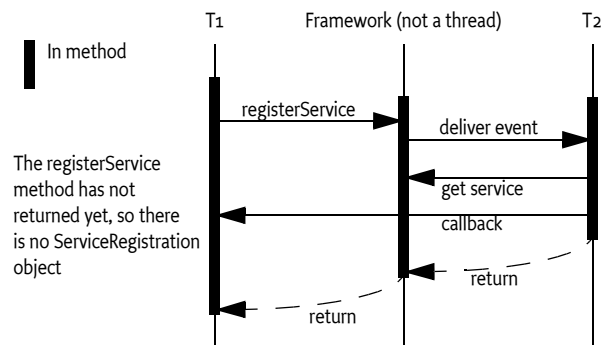 T1 Framework (not a thread) T2
In method
registerService
deliver event
The registerService
method has not
returned yet, so there
is no ServiceRegistration
object
get service
callback
return
return